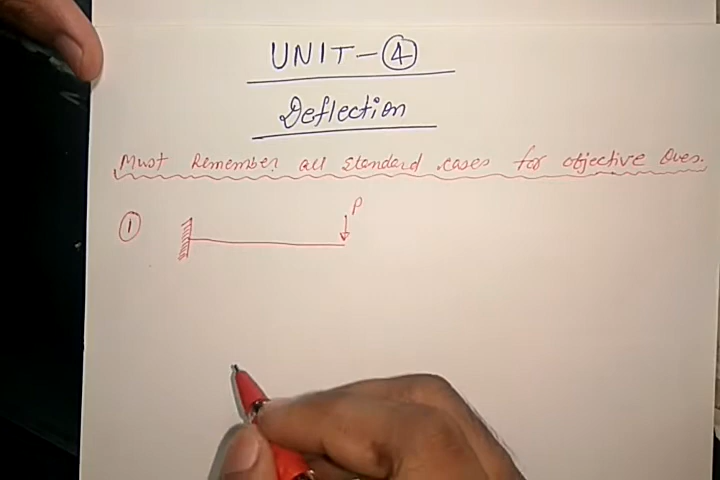 UNIT-④
Deflection
Must Remember all standard cases for objective Ques.
① P